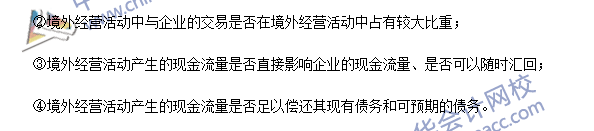 ②境外经营活动中与企业的交易是否在境外经营活动中占有较大比重；
③境外经营活动产生的现金流量是否直接影响企业的现金流量、是否可以随时汇回；
④境外经营活动产生的现金流量是否足以偿还其现有债务和可预期的债务。
华会计网校